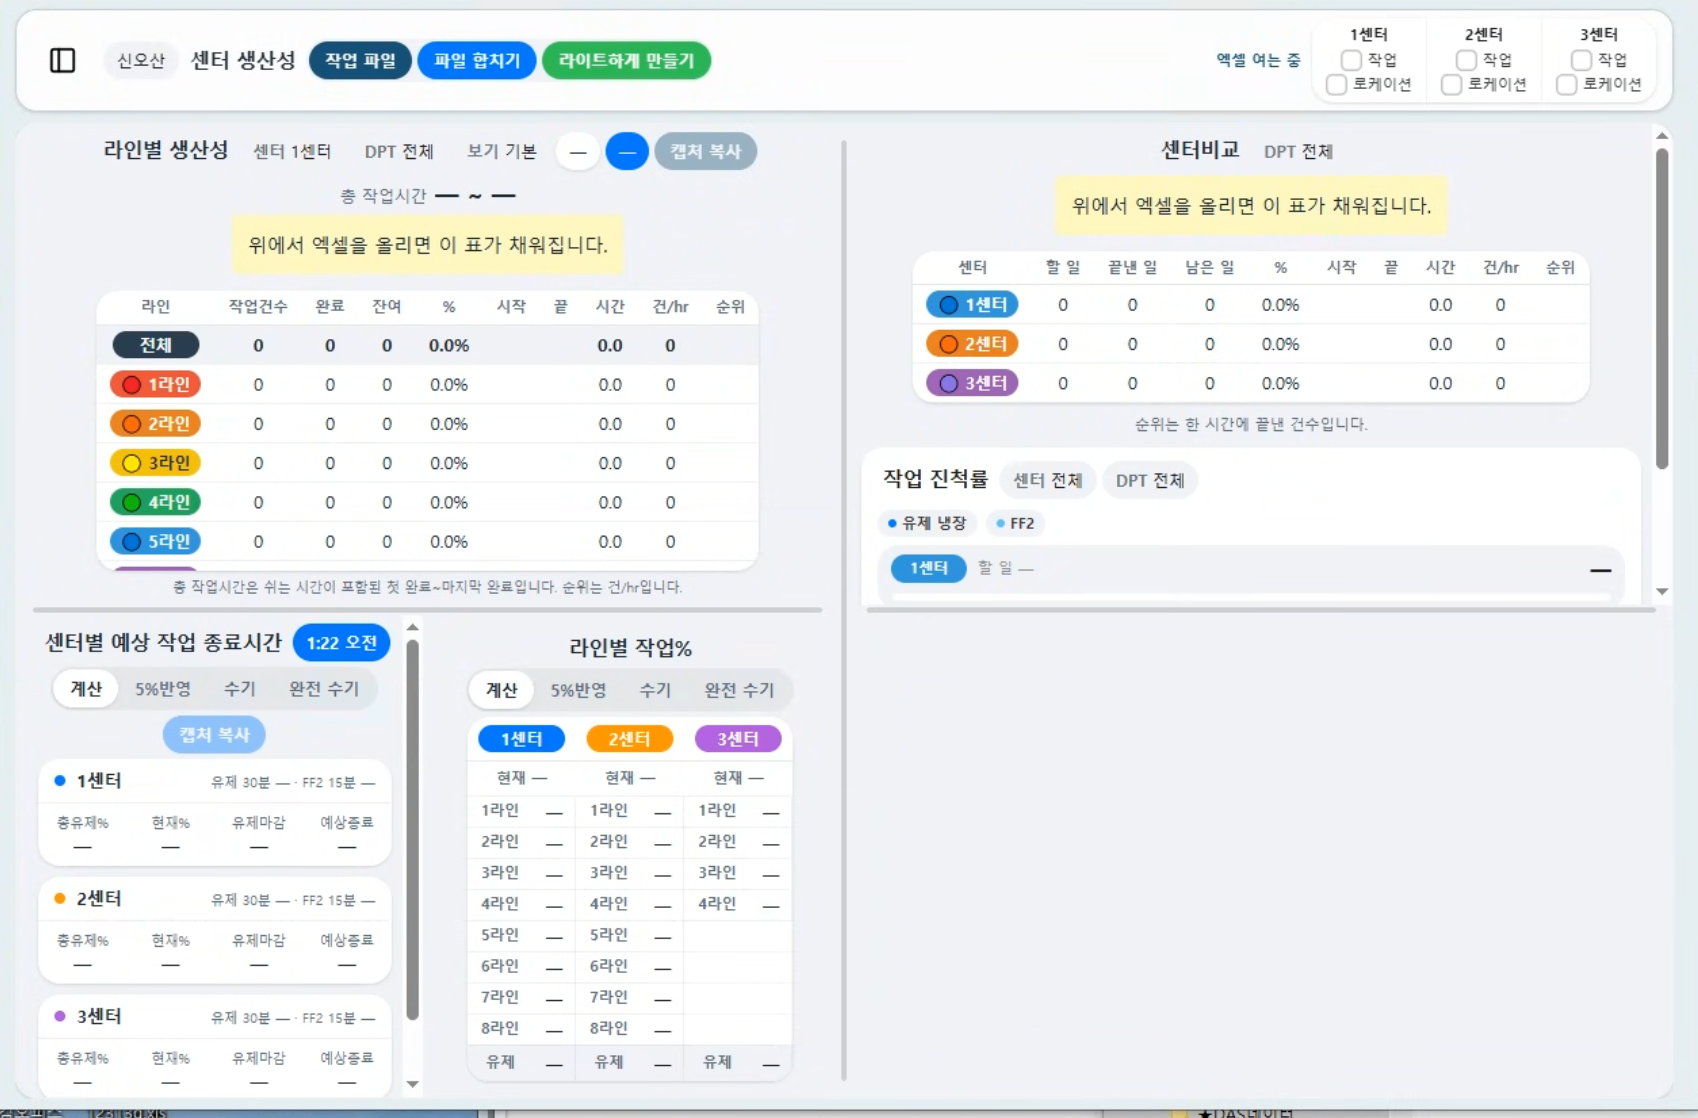 신오산 센터 생산성 작업 파일 파일 합치기 라이트하게 만들기
엑셀 여는 중
1센터 2센터 3센터
작업 작업 작업
로케이션 로케이션 로케이션
라인별 생산성 센터 1센터 DPT 전체 보기 기본 — — 캡처 복사
총 작업시간 — ~ —
위에서 엑셀을 올리면 이 표가 채워집니다.
라인 작업건수 완료 잔여 % 시작 끝 시간 건/hr 순위
전체 0 0 0 0.0% 0.0 0
1라인 0 0 0 0.0% 0.0 0
2라인 0 0 0 0.0% 0.0 0
3라인 0 0 0 0.0% 0.0 0
4라인 0 0 0 0.0% 0.0 0
5라인 0 0 0 0.0% 0.0 0
총 작업시간은 쉬는 시간이 포함된 첫 완료~마지막 완료입니다. 순위는 건/hr입니다.
센터비교 DPT 전체
위에서 엑셀을 올리면 이 표가 채워집니다.
센터 할 일 끝낸 일 남은 일 % 시작 끝 시간 건/hr 순위
1센터 0 0 0 0.0% 0.0 0
2센터 0 0 0 0.0% 0.0 0
3센터 0 0 0 0.0% 0.0 0
순위는 한 시간에 끝낸 건수입니다.
작업 진척률 센터 전체 DPT 전체
유제 냉장 FF2
1센터 할 일 — —
센터별 예상 작업 종료시간 1:22 오전
계산 5%반영 수기 완전 수기
캡처 복사
1센터 유제 30분 — · FF2 15분 —
총유제% 현재% 유제마감 예상종료
— — — —
2센터 유제 30분 — · FF2 15분 —
총유제% 현재% 유제마감 예상종료
— — — —
3센터 유제 30분 — · FF2 15분 —
총유제% 현재% 유제마감 예상종료
— — — —
라인별 작업%
계산 5%반영 수기 완전 수기
1센터 2센터 3센터
현재 — 현재 — 현재 —
1라인 — 1라인 — 1라인 —
2라인 — 2라인 — 2라인 —
3라인 — 3라인 — 3라인 —
4라인 — 4라인 — 4라인 —
5라인 — 5라인 —
6라인 — 6라인 —
7라인 — 7라인 —
8라인 — 8라인 —
유제 — 유제 — 유제 —